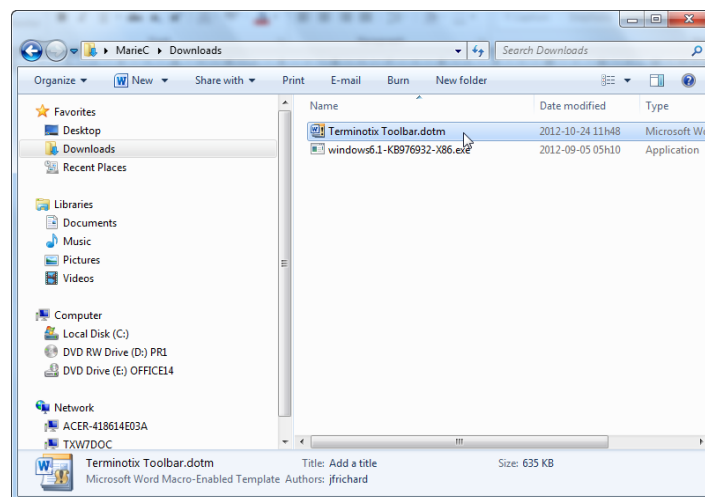 MarieC Downloads
Search Downloads
Organize New Share with Print E-mail Burn New folder
Name Date modified Type
Favorites
Desktop
Downloads
Recent Places
Libraries
Documents
Music
Pictures
Videos
Computer
Local Disk (C:)
DVD RW Drive (D:) PR1
DVD Drive (E:) OFFICE14
Network
ACER-418614E03A
TXW7DOC
Terminotix Toolbar.dotm 2012-10-24 11h48 Microsoft Wo
windows6.1-KB976932-X86.exe 2012-09-05 05h10 Application
Terminotix Toolbar.dotm Title: Add a title Size: 635 KB
Microsoft Word Macro-Enabled Template Authors: jfrichard